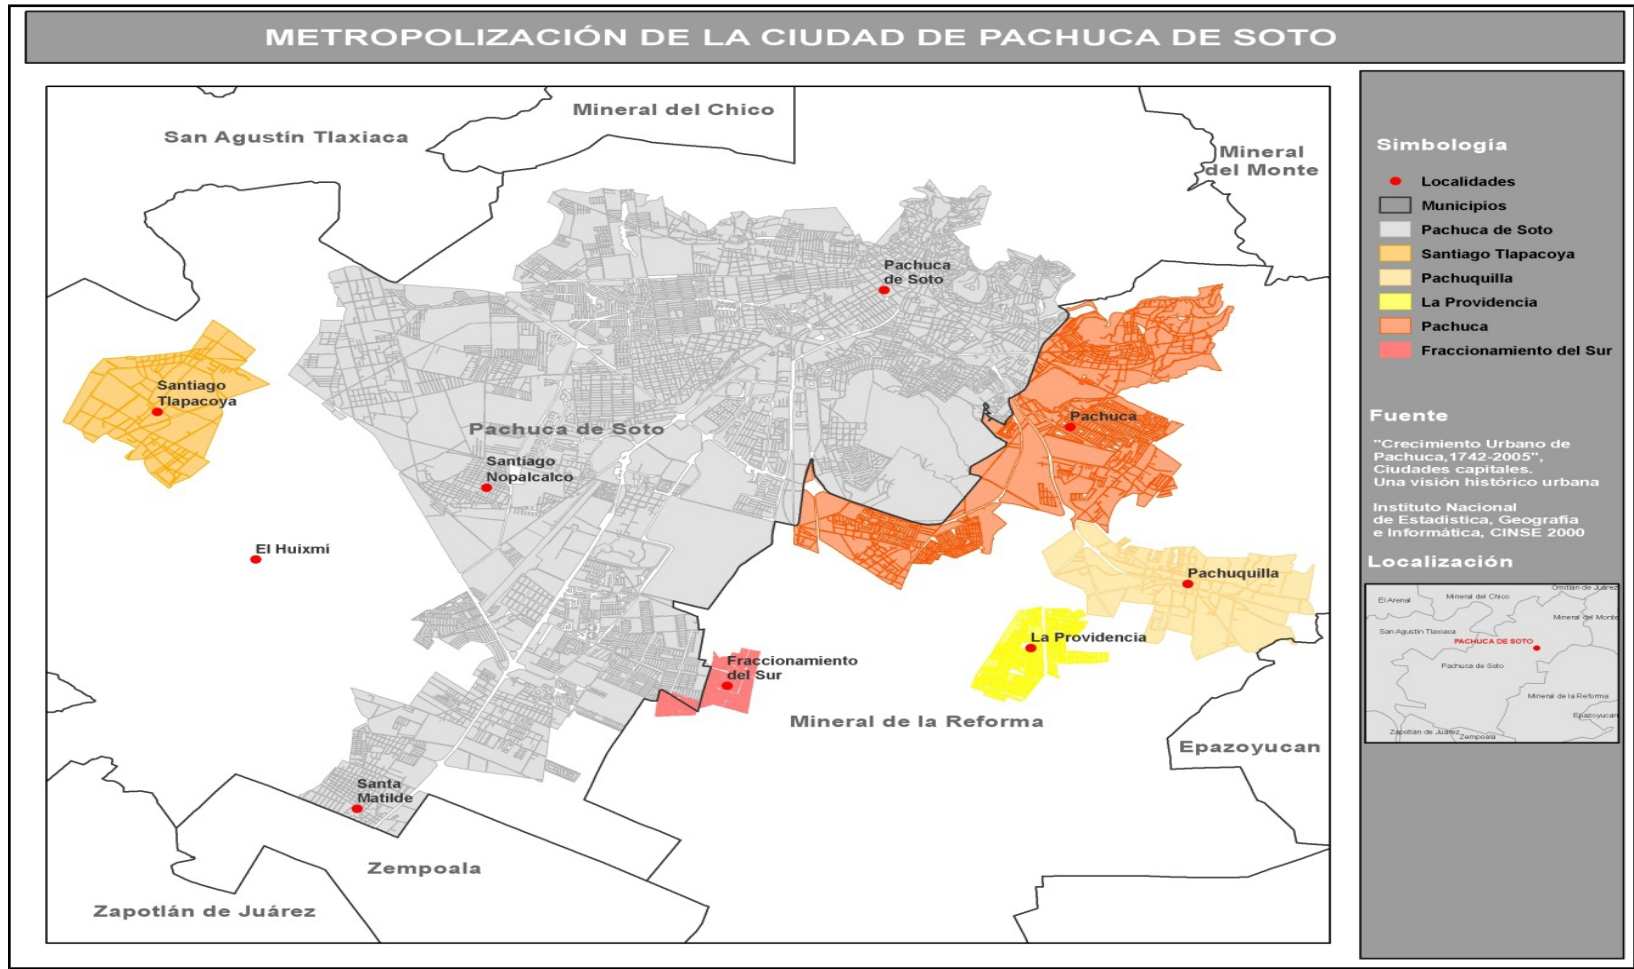 METROPOLIZACIÓN DE LA CIUDAD DE PACHUCA DE SOTO
San Agustín Tlaxiaca
Mineral del Chico
Mineral
del Monte
Pachuca
de Soto
Santiago
Tlapacoya
Pachuca de Soto
Pachuca
Santiago
Nopalcalco
El Huixmí
Pachuquilla
La Providencia
Fraccionamiento
del Sur
Mineral de la Reforma
Epazoyucan
Santa
Matilde
Zempoala
Zapotlán de Juárez
Simbología
Localidades
Municipios
Pachuca de Soto
Santiago Tlapacoya
Pachuquilla
La Providencia
Pachuca
Fraccionamiento del Sur
Fuente
"Crecimiento Urbano de
Pachuca,1742-2005",
Ciudades capitales.
Una visión histórico urbana
Instituto Nacional
de Estadística, Geografía
e Informática, CINSE 2000
Localización
Omitlán de Juárez
El Arenal
Mineral del Chico
Mineral del Monte
San Agustín Tlaxiaca
PACHUCA DE SOTO
Pachuca de Soto
Mineral de la Reforma
Epazoyucan
Zapotlán de Juárez
Zempoala